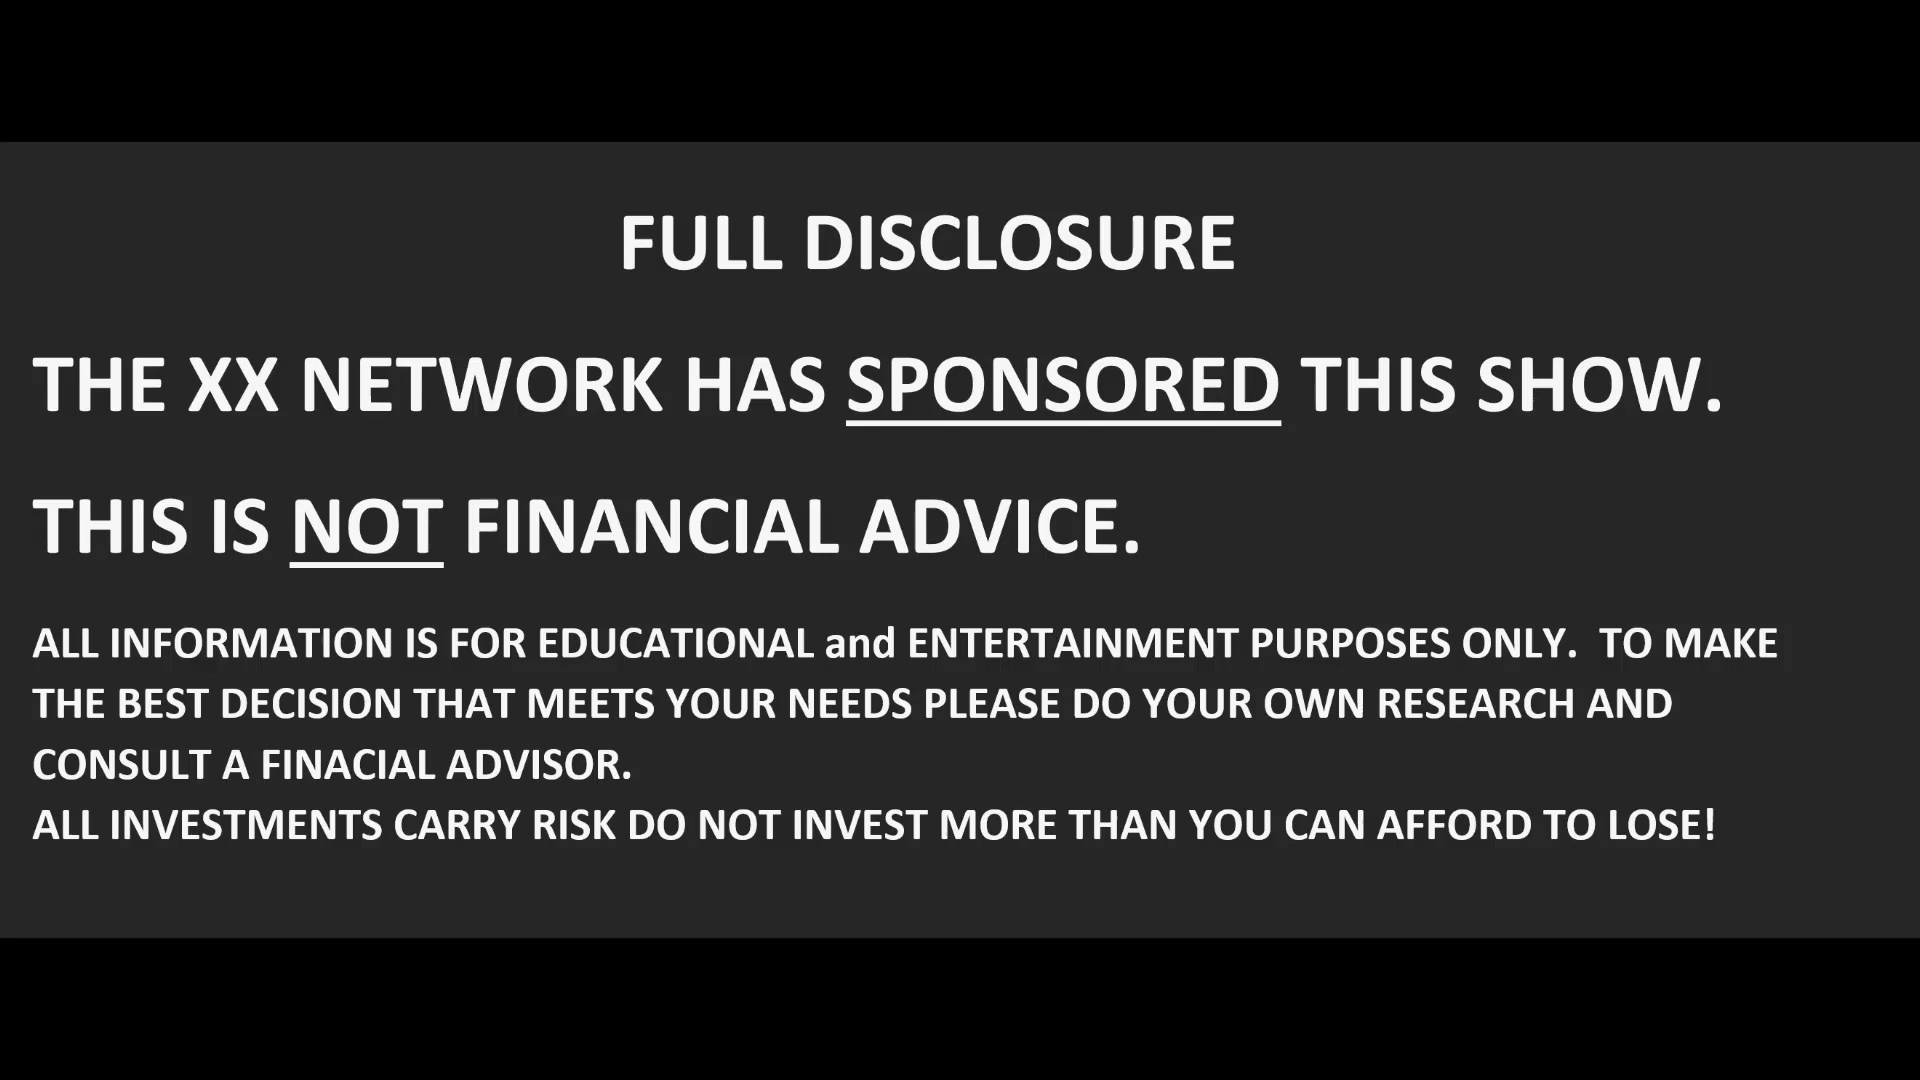 FULL DISCLOSURE
THE XX NETWORK HAS SPONSORED THIS SHOW.
THIS IS NOT FINANCIAL ADVICE.
ALL INFORMATION IS FOR EDUCATIONAL and ENTERTAINMENT PURPOSES ONLY.  TO MAKE
THE BEST DECISION THAT MEETS YOUR NEEDS PLEASE DO YOUR OWN RESEARCH AND
CONSULT A FINACIAL ADVISOR.
ALL INVESTMENTS CARRY RISK DO NOT INVEST MORE THAN YOU CAN AFFORD TO LOSE!